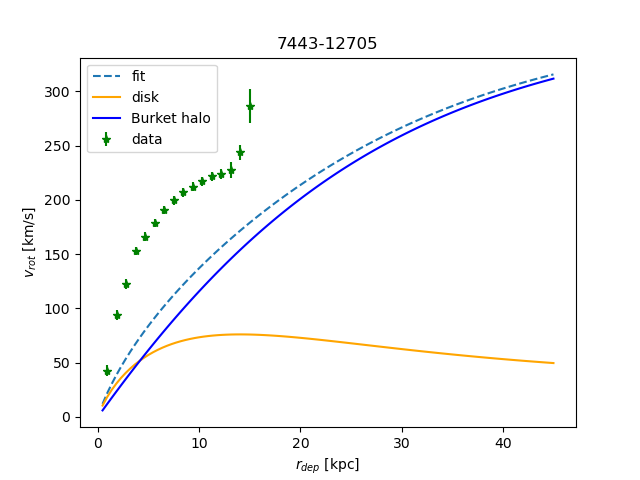 7443-12705
fit
disk
Burket halo
data
300
250
200
150
100
50
0
v_rot [km/s]
0 10 20 30 40
r_dep [kpc]